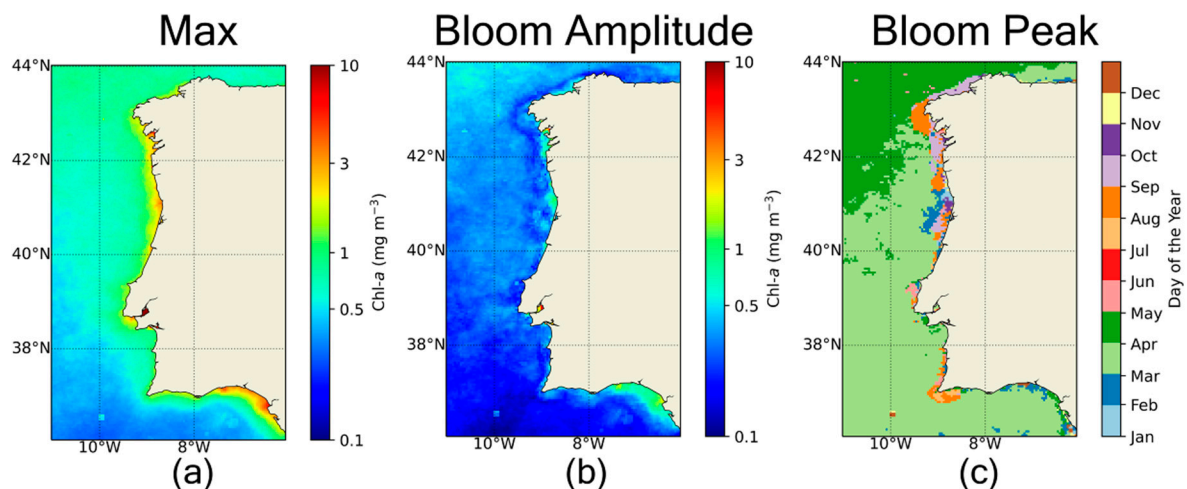 Max
Bloom Amplitude
Bloom Peak
44°N
42°N
40°N
38°N
10°W
8°W
10
3
1
0.5
0.1
Chl-a (mg m⁻³)
(a)
44°N
42°N
40°N
38°N
10°W
8°W
10
3
1
0.5
0.1
Chl-a (mg m⁻³)
(b)
44°N
42°N
40°N
38°N
10°W
8°W
Dec
Nov
Oct
Sep
Aug
Jul
Jun
May
Apr
Mar
Feb
Jan
Day of the Year
(c)